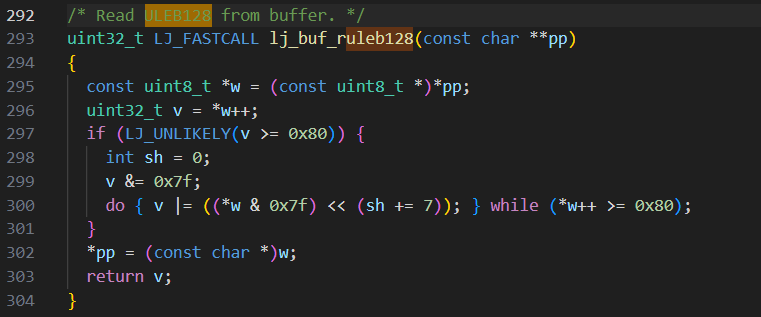 292 /* Read ULEB128 from buffer. */
293 uint32_t LJ_FASTCALL lj_buf_ruleb128(const char **pp)
294 {
295   const uint8_t *w = (const uint8_t *)*pp;
296   uint32_t v = *w++;
297   if (LJ_UNLIKELY(v >= 0x80)) {
298     int sh = 0;
299     v &= 0x7f;
300     do { v |= ((*w & 0x7f) << (sh += 7)); } while (*w++ >= 0x80);
301   }
302   *pp = (const char *)w;
303   return v;
304 }